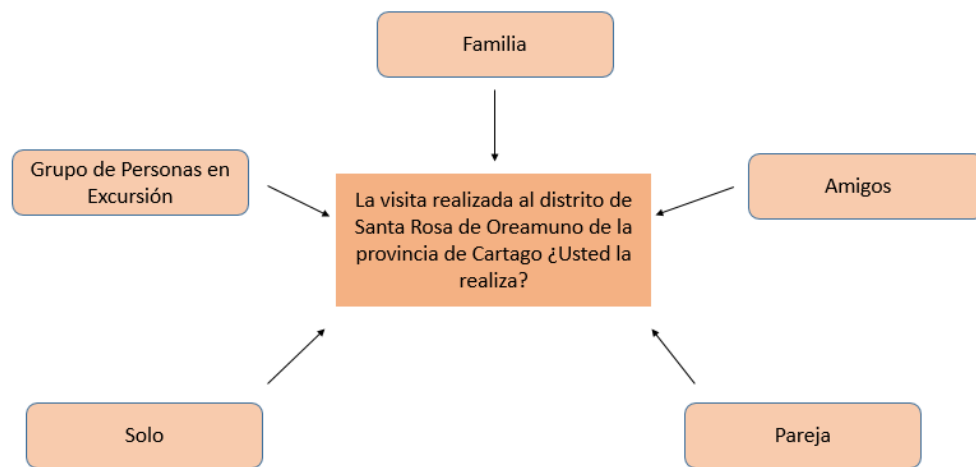 Familia
Grupo de Personas en
Excursión
La visita realizada al distrito de
Santa Rosa de Oreamuno de la
provincia de Cartago ¿Usted la
realiza?
Amigos
Solo
Pareja